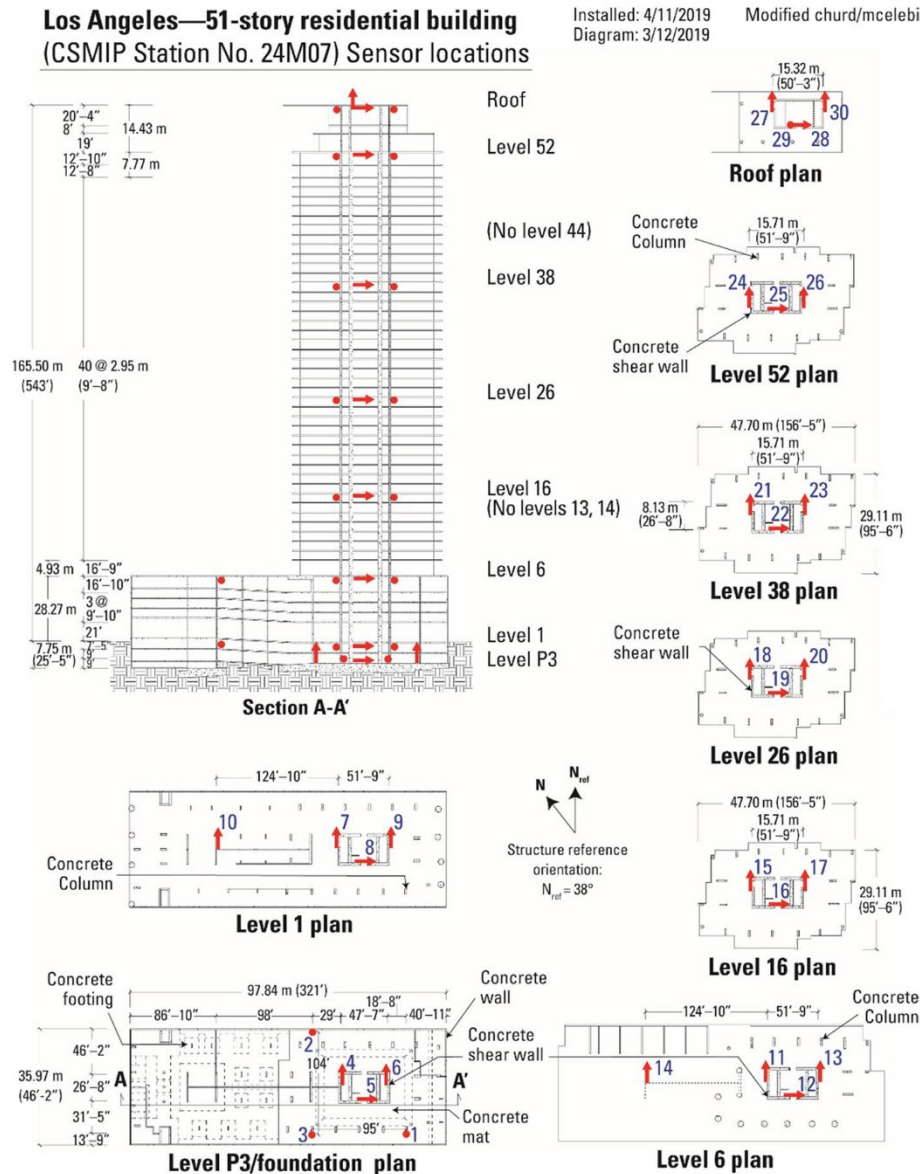 Los Angeles—51-story residential building
(CSMIP Station No. 24M07) Sensor locations
Installed: 4/11/2019
Diagram: 3/12/2019
Modified churd/mcelebi
20'–4"
8'
19'
12'–10"
12'–8"
14.43 m
7.77 m
165.50 m
(543')
40 @ 2.95 m
(9'–8")
4.93 m
16'–9"
16'–10"
28.27 m
3 @
9'–10"
21'
7.75 m
(25'–5")
9'
Roof
Level 52
(No level 44)
Level 38
Level 26
Level 16
(No levels 13, 14)
Level 6
Level 1
Level P3
Section A-A'
15.32 m
(50'–3")
27
30
29
28
Roof plan
15.71 m
(51'–9")
Concrete
Column
24
25
26
Concrete
shear wall
Level 52 plan
47.70 m (156'–5")
15.71 m
(51'–9")
21
23
22
8.13 m
(26'–8")
29.11 m
(95'–6")
Level 38 plan
Concrete
shear wall
18
20
19
Level 26 plan
47.70 m (156'–5")
15.71 m
(51'–9")
15
17
16
29.11 m
(95'–6")
Level 16 plan
124'–10"
51'–9"
10
7
9
8
Concrete
Column
Level 1 plan
N
Nref
Structure reference
orientation:
Nref = 38°
Concrete
footing
97.84 m (321')
Concrete
wall
18'–8"
86'–10"
98'
29'
47'–7"
40'–11"
46'–2"
35.97 m
(46'–2")
26'–8"
31'–5"
13'–9"
A
A'
2
104'
4
6
5
3
95'
1
Concrete
shear wall
Concrete
mat
Level P3/foundation plan
124'–10"
51'–9"
Concrete
Column
14
11
13
12
Level 6 plan